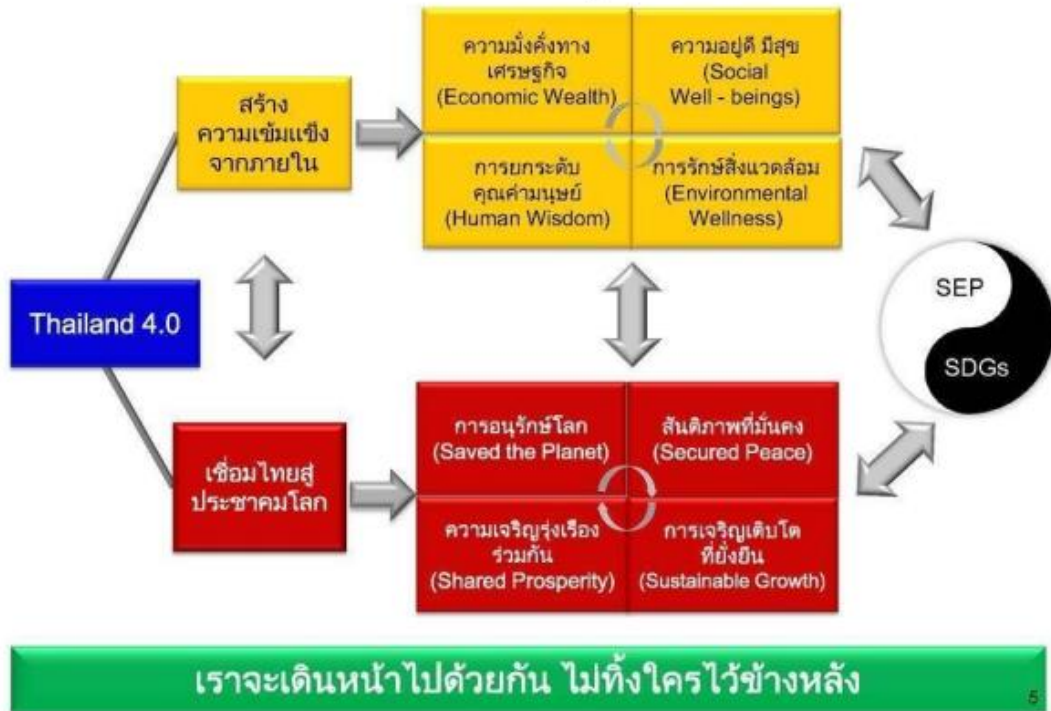 ความมั่งคั่งทาง
เศรษฐกิจ
(Economic Wealth)
ความอยู่ดี มีสุข
(Social
Well - beings)
สร้าง
ความเข้มแข็ง
จากภายใน
การยกระดับ
คุณค่ามนุษย์
(Human Wisdom)
การรักษ์สิ่งแวดล้อม
(Environmental
Wellness)
Thailand 4.0
SEP
SDGs
การอนุรักษ์โลก
(Saved the Planet)
สันติภาพที่มั่นคง
(Secured Peace)
เชื่อมไทยสู่
ประชาคมโลก
ความเจริญรุ่งเรือง
ร่วมกัน
(Shared Prosperity)
การเจริญเติบโต
ที่ยั่งยืน
(Sustainable Growth)
เราจะเดินหน้าไปด้วยกัน ไม่ทิ้งใครไว้ข้างหลัง
5